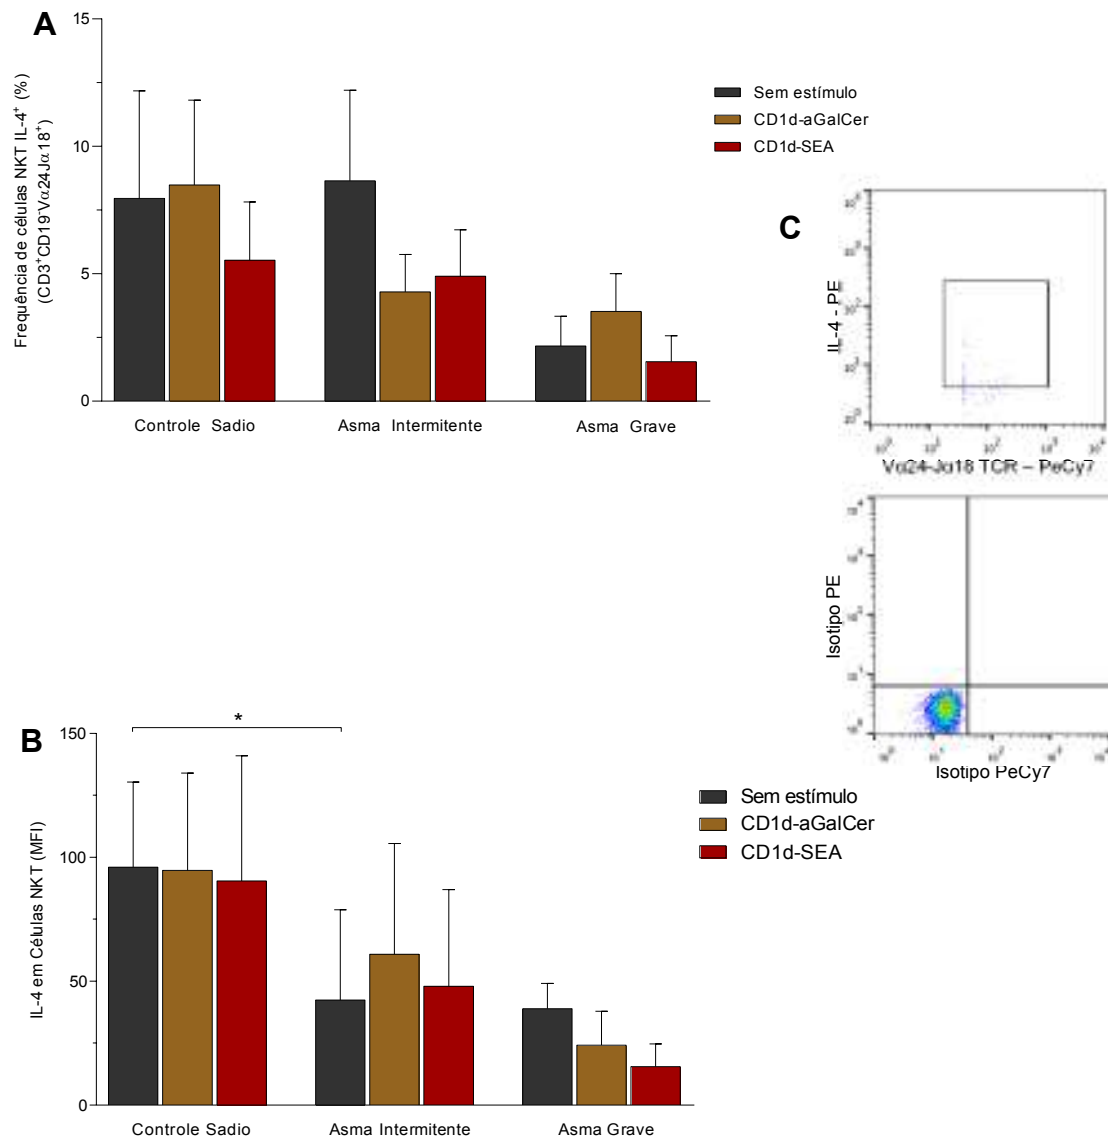 A
15
10
5
0
Frequência de células NKT IL-4⁺ (%)
(CD3⁺CD19⁻Vα24Jα18⁺)
Controle Sadio
Asma Intermitente
Asma Grave
Sem estímulo
CD1d-aGalCer
CD1d-SEA
C
IL-4 - PE
Vα24-Jα18 TCR – PeCy7
Isotipo PE
Isotipo PeCy7
B
*
150
100
50
0
IL-4 em Células NKT (MFI)
Controle Sadio
Asma Intermitente
Asma Grave
Sem estímulo
CD1d-aGalCer
CD1d-SEA